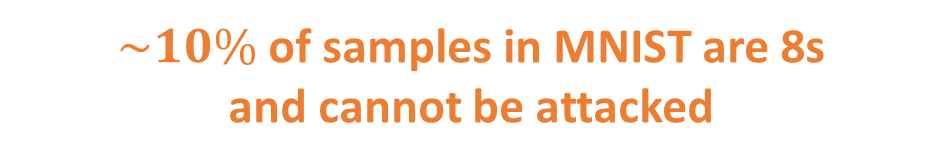 ~10% of samples in MNIST are 8s
and cannot be attacked